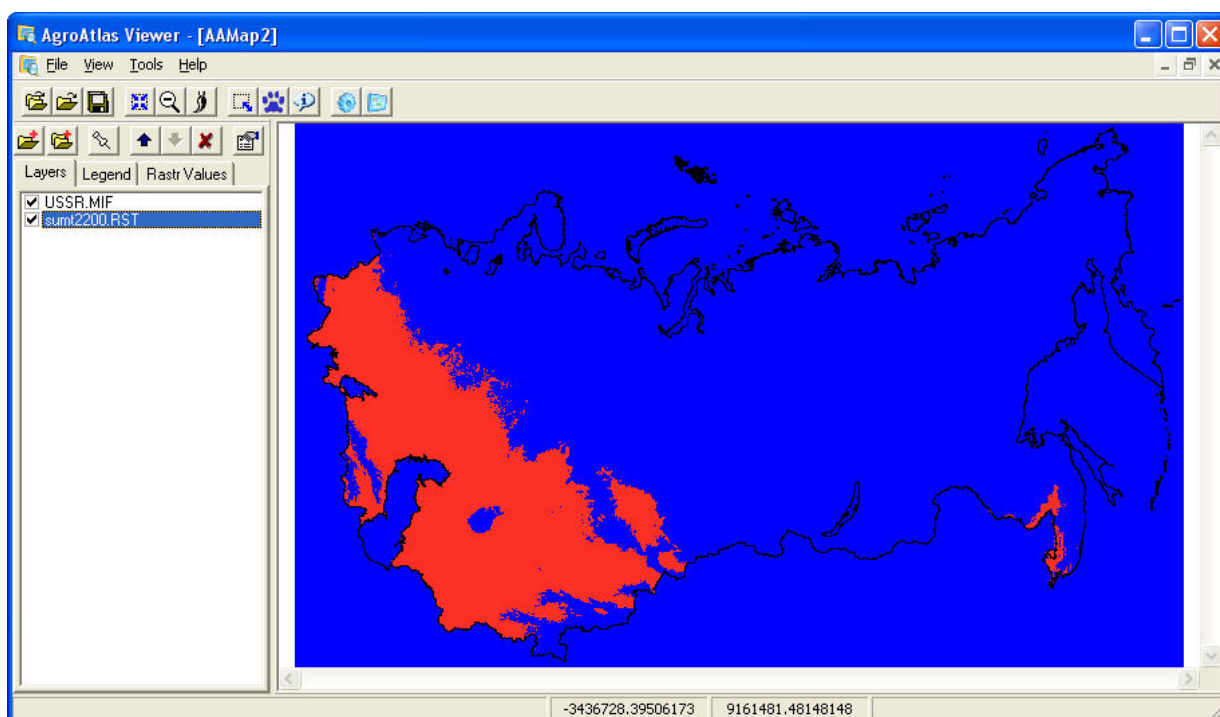 AgroAtlas Viewer - [AAMap2]
File View Tools Help
Layers Legend Rastr Values
USSR.MIF
sumt2200.RST
-3436728.39506173 9161481.48148148